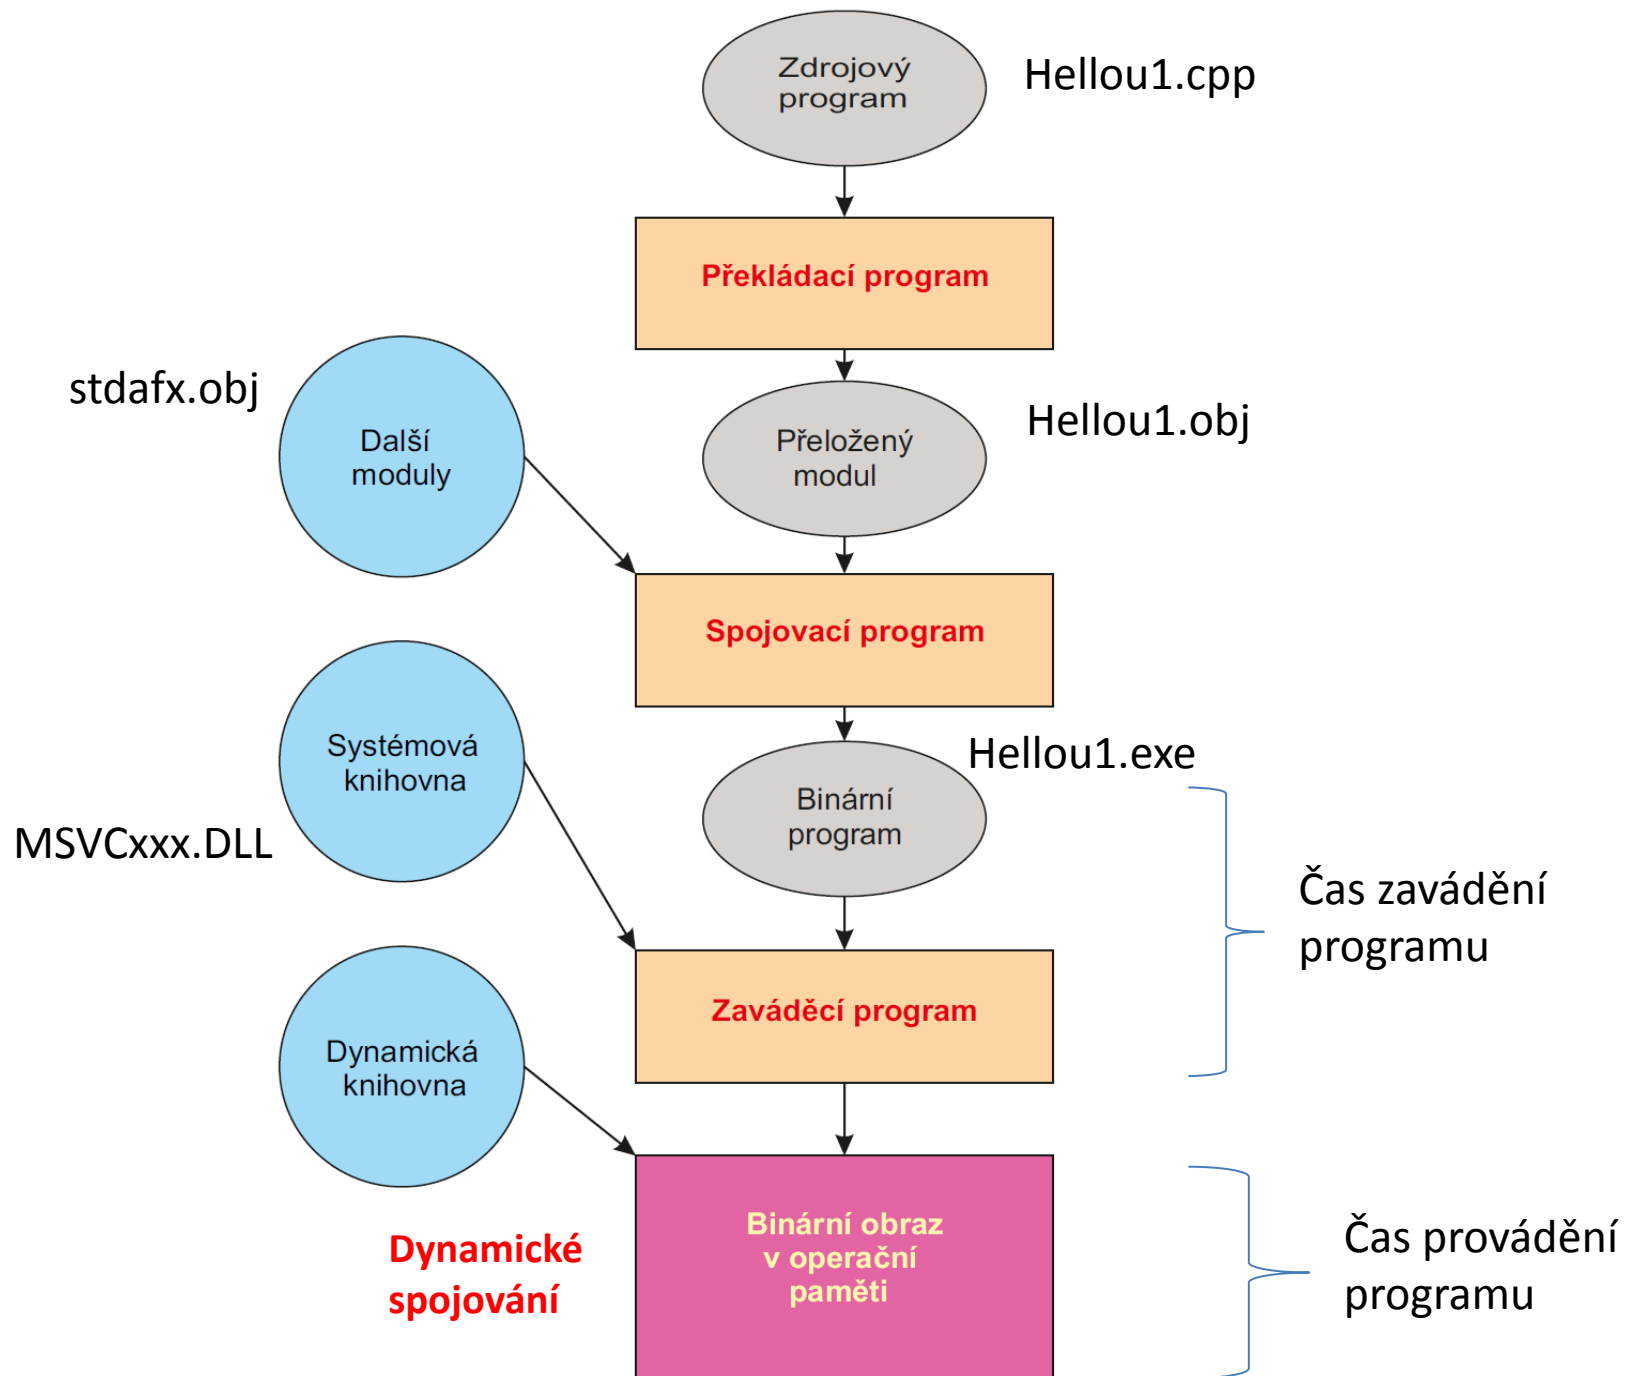 Zdrojový
program
Hellou1.cpp
Překládací program
stdafx.obj
Další
moduly
Přeložený
modul
Hellou1.obj
Spojovací program
Systémová
knihovna
MSVCxxx.DLL
Hellou1.exe
Binární
program
Čas zavádění
programu
Zaváděcí program
Dynamická
knihovna
Dynamické
spojování
Binární obraz
v operační
paměti
Čas provádění
programu